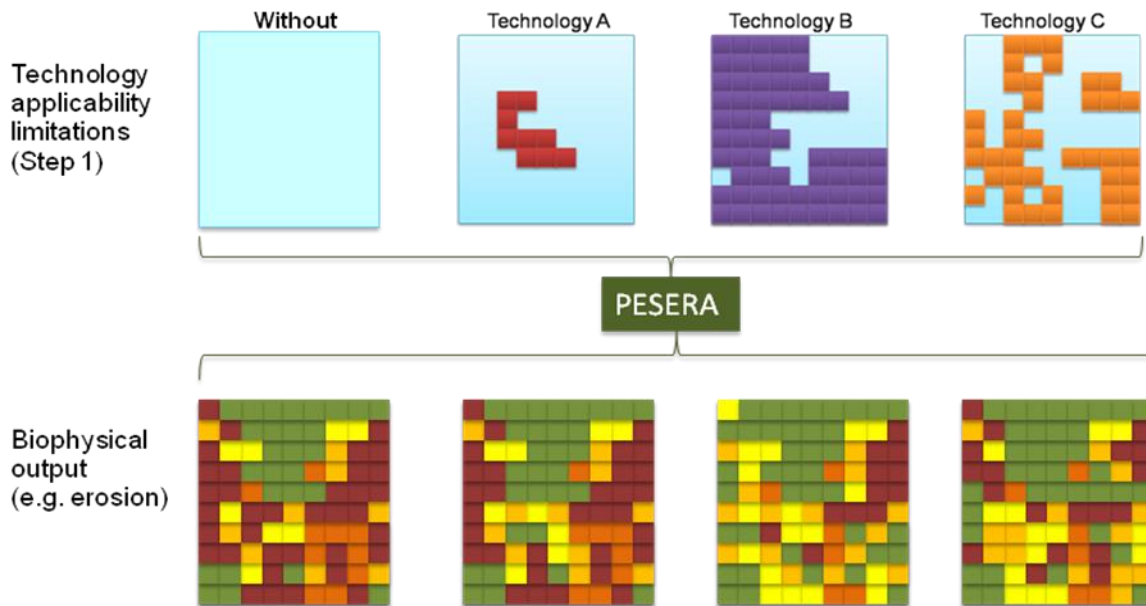 Without
Technology A
Technology B
Technology C
Technology
applicability
limitations
(Step 1)
PESERA
Biophysical
output
(e.g. erosion)